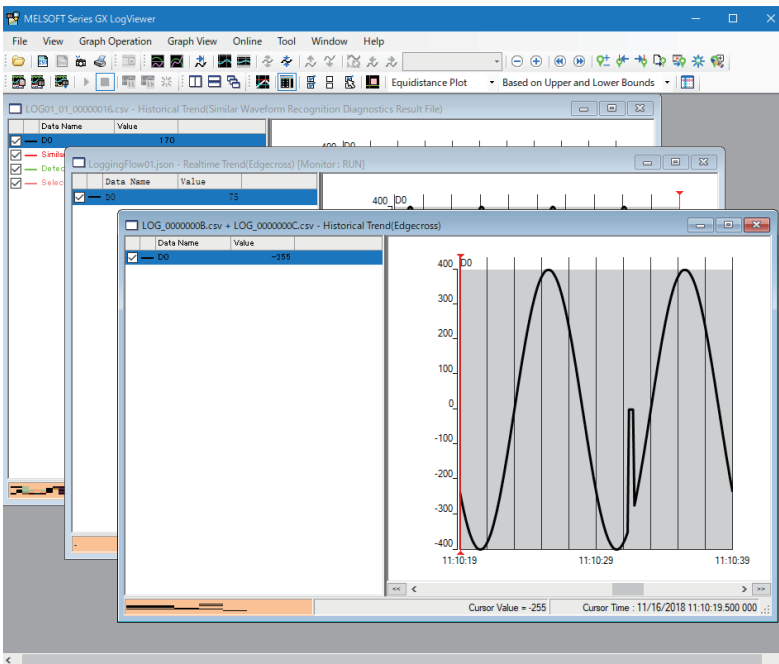 MELSOFT Series GX LogViewer
File View Graph Operation Graph View Online Tool Window Help
Equidistance Plot Based on Upper and Lower Bounds
LOG01_01_00000016.csv - Historical Trend(Similar Waveform Recognition Diagnostics Result File)
Data Name Value
D0 170
400 D0
Similar
Detec
Selec
LoggingFlow01.json - Realtime Trend(Edgecross) [Monitor : RUN]
Data Name Value
D0 75
400 D0
LOG_0000000B.csv + LOG_0000000C.csv - Historical Trend(Edgecross)
Data Name Value
D0 -255
400 D0
300
200
100
0
-100
-200
-300
-400
11:10:19 11:10:29 11:10:39
Cursor Value = -255 Cursor Time : 11/16/2018 11:10:19.500 000